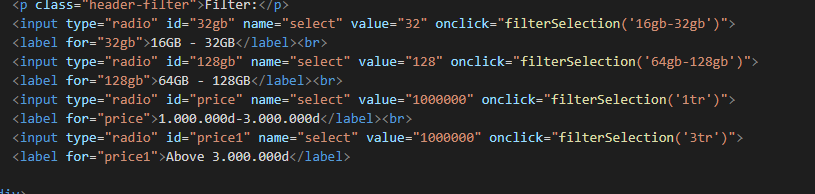 <p class="header-filter">Filter:</p>
<input type="radio" id="32gb" name="select" value="32" onclick="filterSelection('16gb-32gb')">
<label for="32gb">16GB - 32GB</label><br>
<input type="radio" id="128gb" name="select" value="128" onclick="filterSelection('64gb-128gb')">
<label for="128gb">64GB - 128GB</label><br>
<input type="radio" id="price" name="select" value="1000000" onclick="filterSelection('1tr')">
<label for="price">1.000.000d-3.000.000d</label><br>
<input type="radio" id="price1" name="select" value="1000000" onclick="filterSelection('3tr')">
<label for="price1">Above 3.000.000d</label>
div>